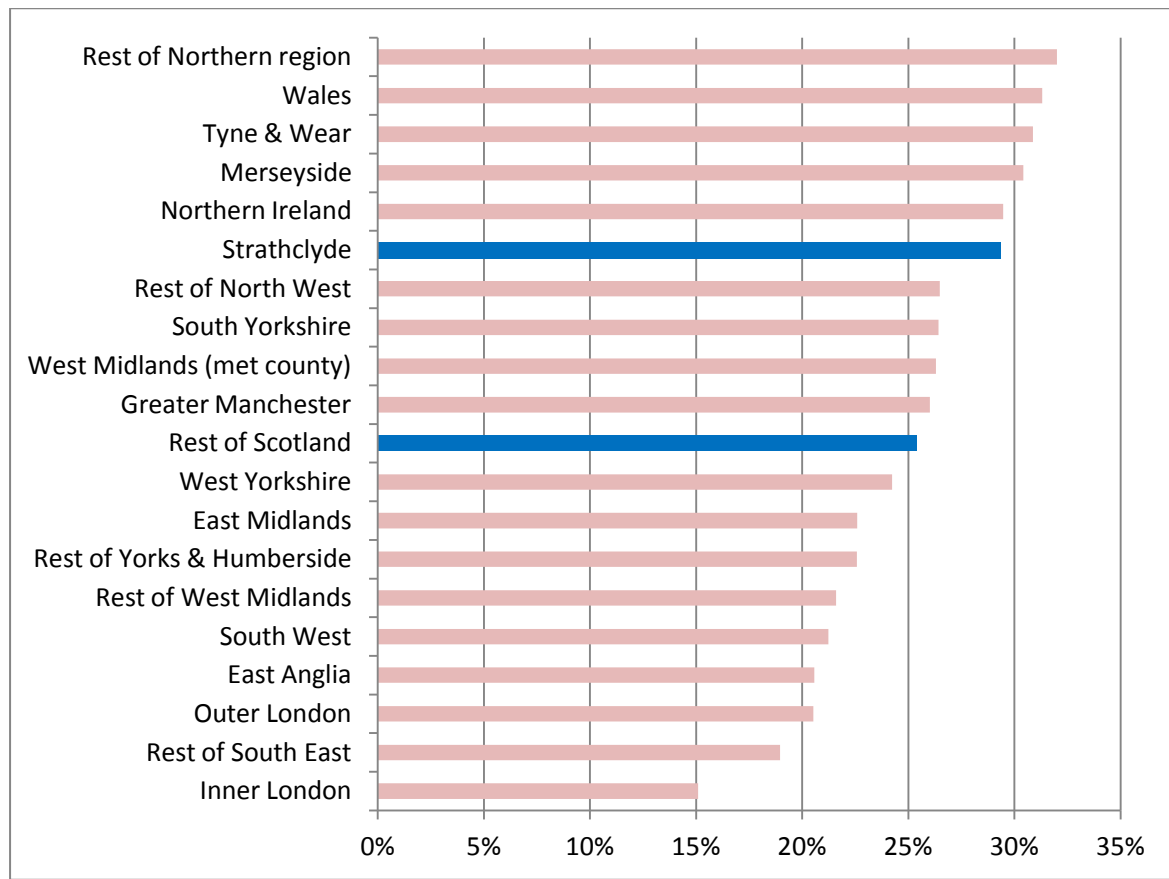 Rest of Northern region
Wales
Tyne & Wear
Merseyside
Northern Ireland
Strathclyde
Rest of North West
South Yorkshire
West Midlands (met county)
Greater Manchester
Rest of Scotland
West Yorkshire
East Midlands
Rest of Yorks & Humberside
Rest of West Midlands
South West
East Anglia
Outer London
Rest of South East
Inner London
0% 5% 10% 15% 20% 25% 30% 35%